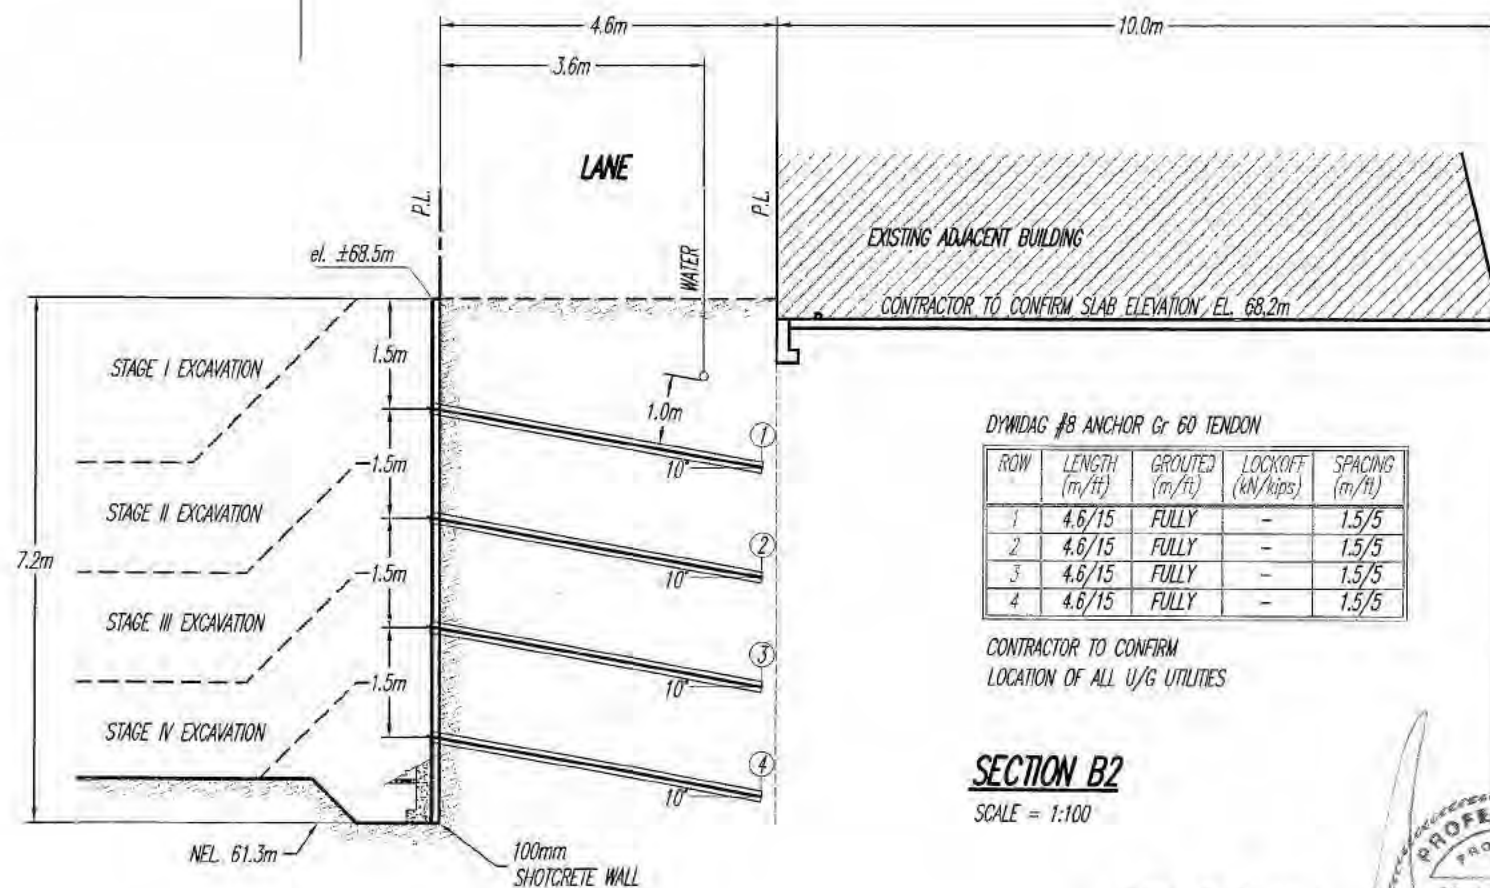 4.6m
10.0m
3.6m
LANE
P.L.
P.L.
WATER
el. ±68.5m
EXISTING ADJACENT BUILDING
CONTRACTOR TO CONFIRM SLAB ELEVATION EL. 68.2m
STAGE I EXCAVATION
1.5m
1.0m
1
10°
1.5m
STAGE II EXCAVATION
2
10°
7.2m
1.5m
STAGE III EXCAVATION
3
10°
1.5m
STAGE IV EXCAVATION
4
10°
NEL. 61.3m
100mm
SHOTCRETE WALL
DYWIDAG #8 ANCHOR Gr 60 TENDON
ROW LENGTH (m/ft) GROUTED (m/ft) LOCKOFF (kN/kips) SPACING (m/ft)
1 4.6/15 FULLY - 1.5/5
2 4.6/15 FULLY - 1.5/5
3 4.6/15 FULLY - 1.5/5
4 4.6/15 FULLY - 1.5/5
CONTRACTOR TO CONFIRM
LOCATION OF ALL U/G UTILITIES
SECTION B2
SCALE = 1:100